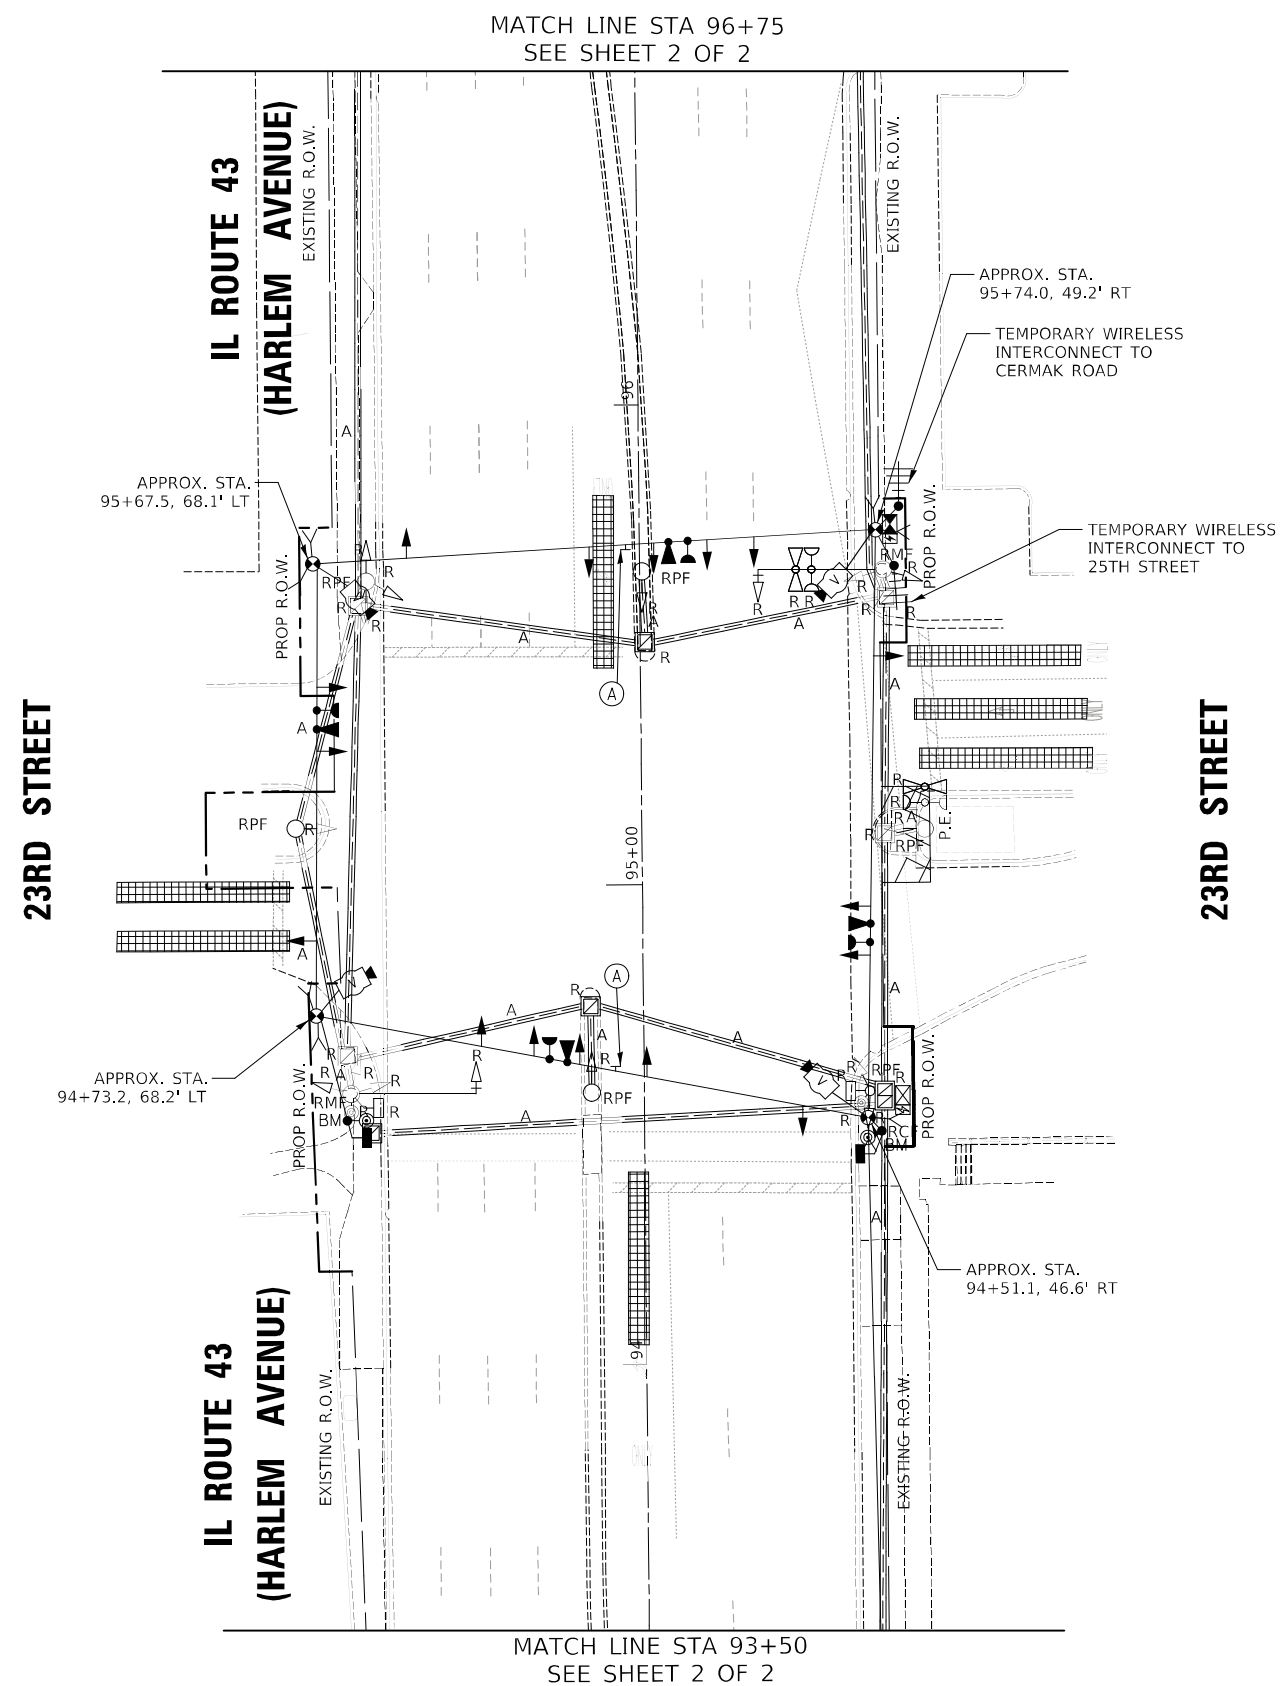 MATCH LINE STA 96+75
SEE SHEET 2 OF 2
IL ROUTE 43
(HARLEM AVENUE)
EXISTING R.O.W.
EXISTING R.O.W.
APPROX. STA.
95+74.0, 49.2' RT
TEMPORARY WIRELESS
INTERCONNECT TO
CERMAK ROAD
96
A
APPROX. STA.
95+67.5, 68.1' LT
PROP R.O.W.
TEMPORARY WIRELESS
INTERCONNECT TO
25TH STREET
PROP R.O.W.
R
RPF
R
R
R
RPF
R
A
R
R
R
R
V
RMF
R
R
R
R
A
A
A
A
A
23RD STREET
23RD STREET
RPF
R
95+00
R
R
R
A
R
RPF
P.E.
A
V
R
A
A
R
A
A
A
R
R
A
R
R
R
RMF
BM
R
R
RPF
V
R
RPF
R
RCF
BM
A
A
APPROX. STA.
94+73.2, 68.2' LT
PROP R.O.W.
PROP R.O.W.
APPROX. STA.
94+51.1, 46.6' RT
94
ONLY
IL ROUTE 43
(HARLEM AVENUE)
EXISTING R.O.W.
EXISTING R.O.W.
MATCH LINE STA 93+50
SEE SHEET 2 OF 2